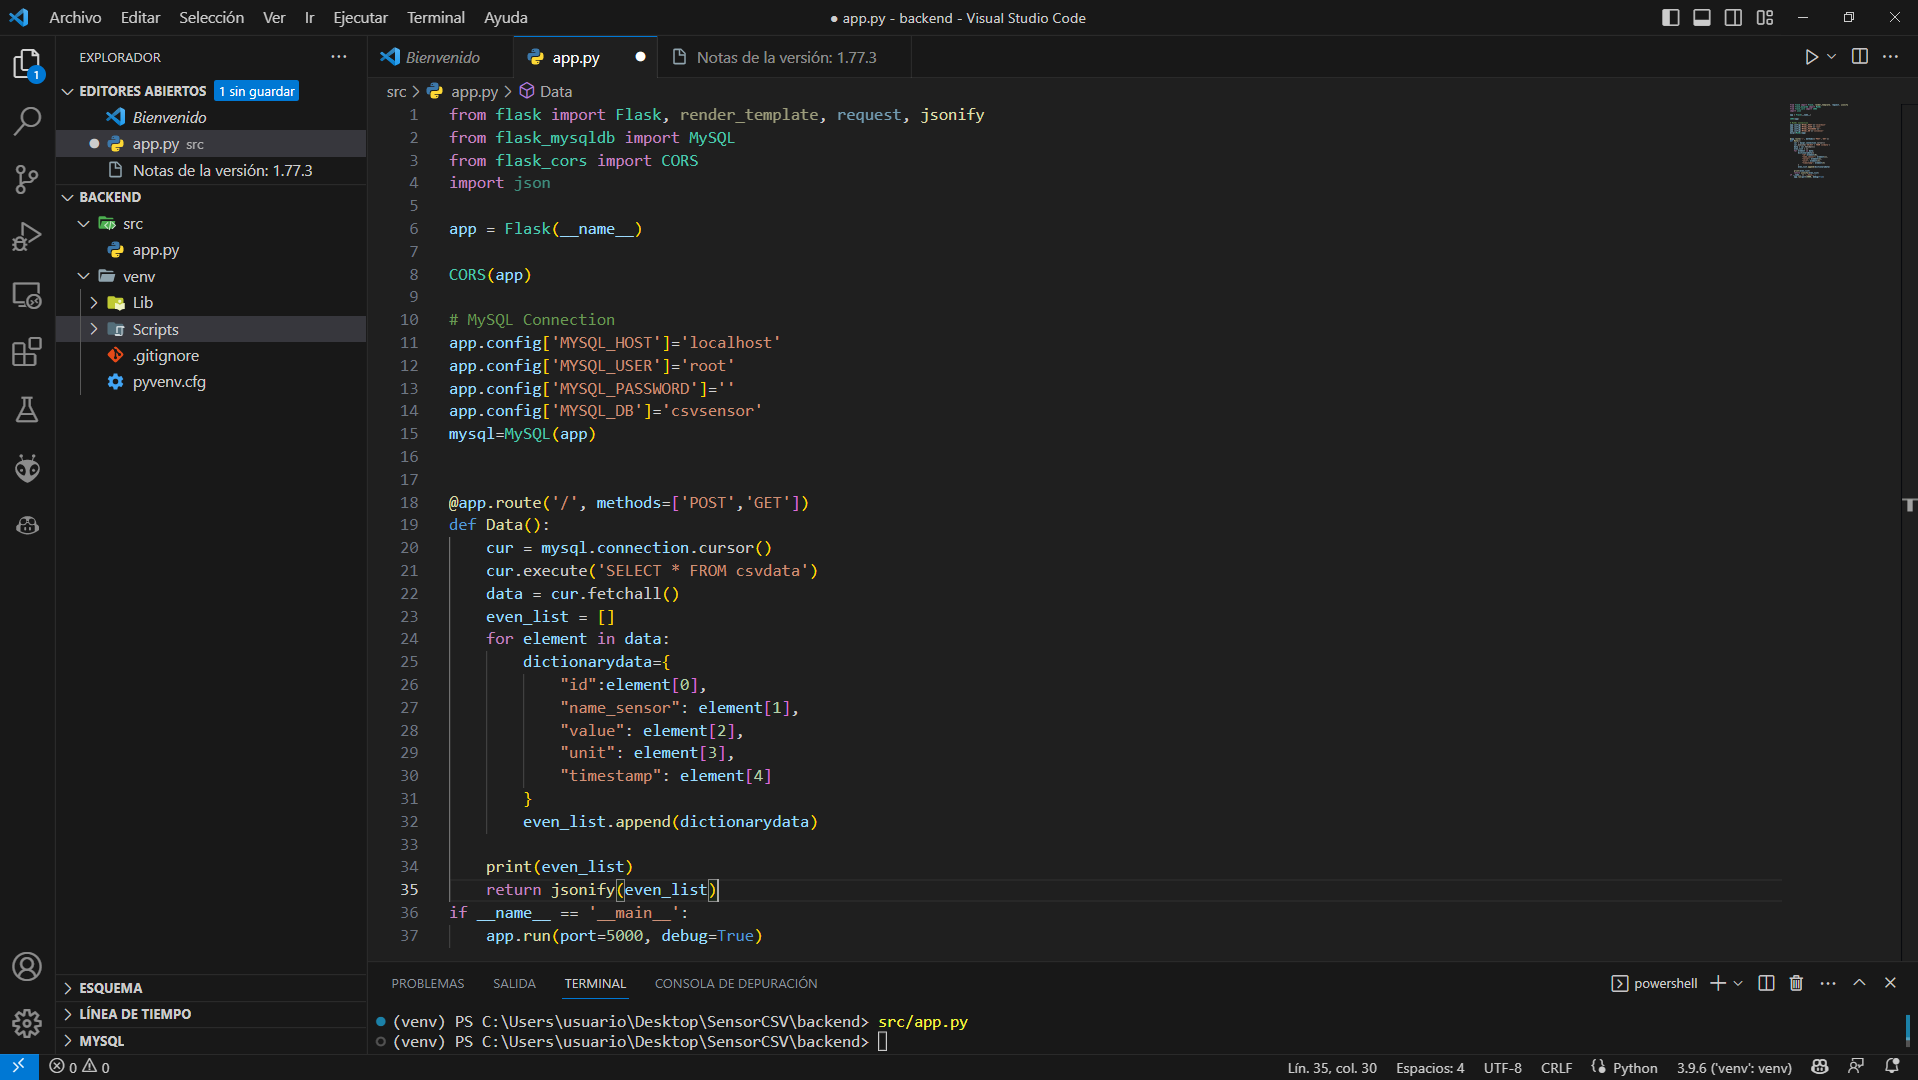 Archivo Editar Selección Ver Ir Ejecutar Terminal Ayuda
● app.py - backend - Visual Studio Code
EXPLORADOR
EDITORES ABIERTOS 1 sin guardar
Bienvenido
app.py src
Notas de la versión: 1.77.3
BACKEND
src
app.py
venv
Lib
Scripts
.gitignore
pyvenv.cfg
ESQUEMA
LÍNEA DE TIEMPO
MYSQL
1
Bienvenido app.py Notas de la versión: 1.77.3
src > app.py > Data
1 from flask import Flask, render_template, request, jsonify
2 from flask_mysqldb import MySQL
3 from flask_cors import CORS
4 import json
5
6 app = Flask(__name__)
7
8 CORS(app)
9
10 # MySQL Connection
11 app.config['MYSQL_HOST']='localhost'
12 app.config['MYSQL_USER']='root'
13 app.config['MYSQL_PASSWORD']=''
14 app.config['MYSQL_DB']='csvsensor'
15 mysql=MySQL(app)
16
17
18 @app.route('/', methods=['POST','GET'])
19 def Data():
20     cur = mysql.connection.cursor()
21     cur.execute('SELECT * FROM csvdata')
22     data = cur.fetchall()
23     even_list = []
24     for element in data:
25         dictionarydata={
26             "id":element[0],
27             "name_sensor": element[1],
28             "value": element[2],
29             "unit": element[3],
30             "timestamp": element[4]
31         }
32         even_list.append(dictionarydata)
33
34     print(even_list)
35     return jsonify(even_list)
36 if __name__ == '__main__':
37     app.run(port=5000, debug=True)
PROBLEMAS SALIDA TERMINAL CONSOLA DE DEPURACIÓN
powershell
(venv) PS C:\Users\usuario\Desktop\SensorCSV\backend> src/app.py
(venv) PS C:\Users\usuario\Desktop\SensorCSV\backend>
0 0
Lín. 35, col. 30 Espacios: 4 UTF-8 CRLF Python 3.9.6 ('venv': venv)